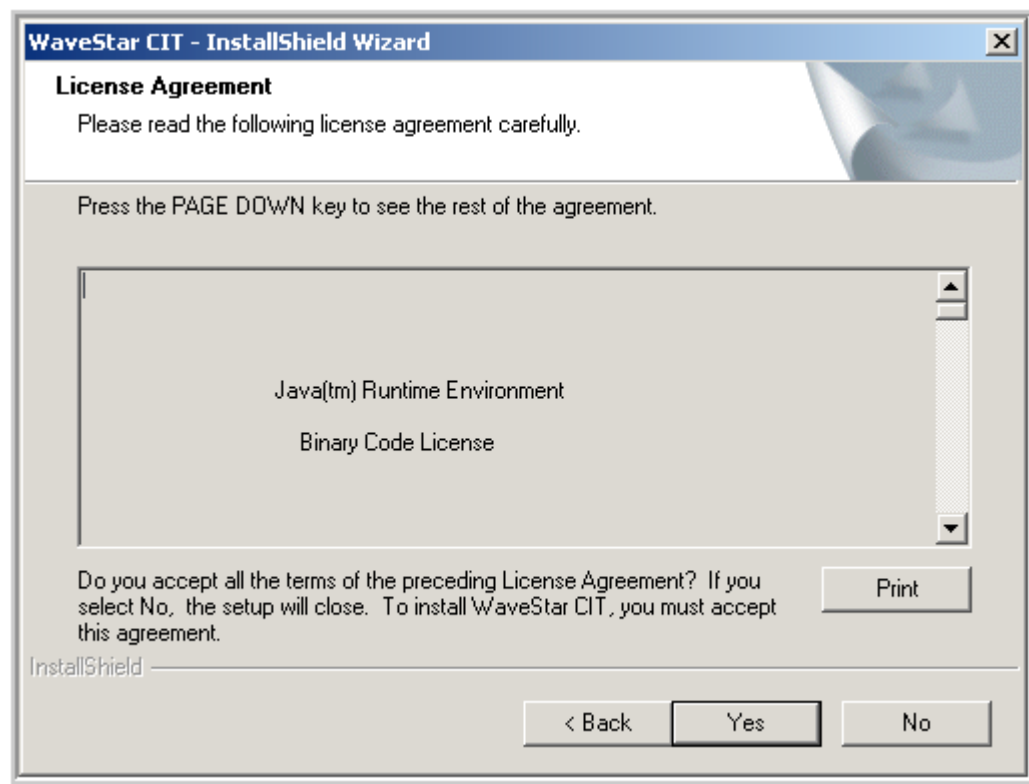 WaveStar CIT - InstallShield Wizard
License Agreement
Please read the following license agreement carefully.
Press the PAGE DOWN key to see the rest of the agreement.
Java(tm) Runtime Environment
Binary Code License
Do you accept all the terms of the preceding License Agreement?  If you
select No,  the setup will close.  To install WaveStar CIT, you must accept
this agreement.
Print
InstallShield
< Back
Yes
No